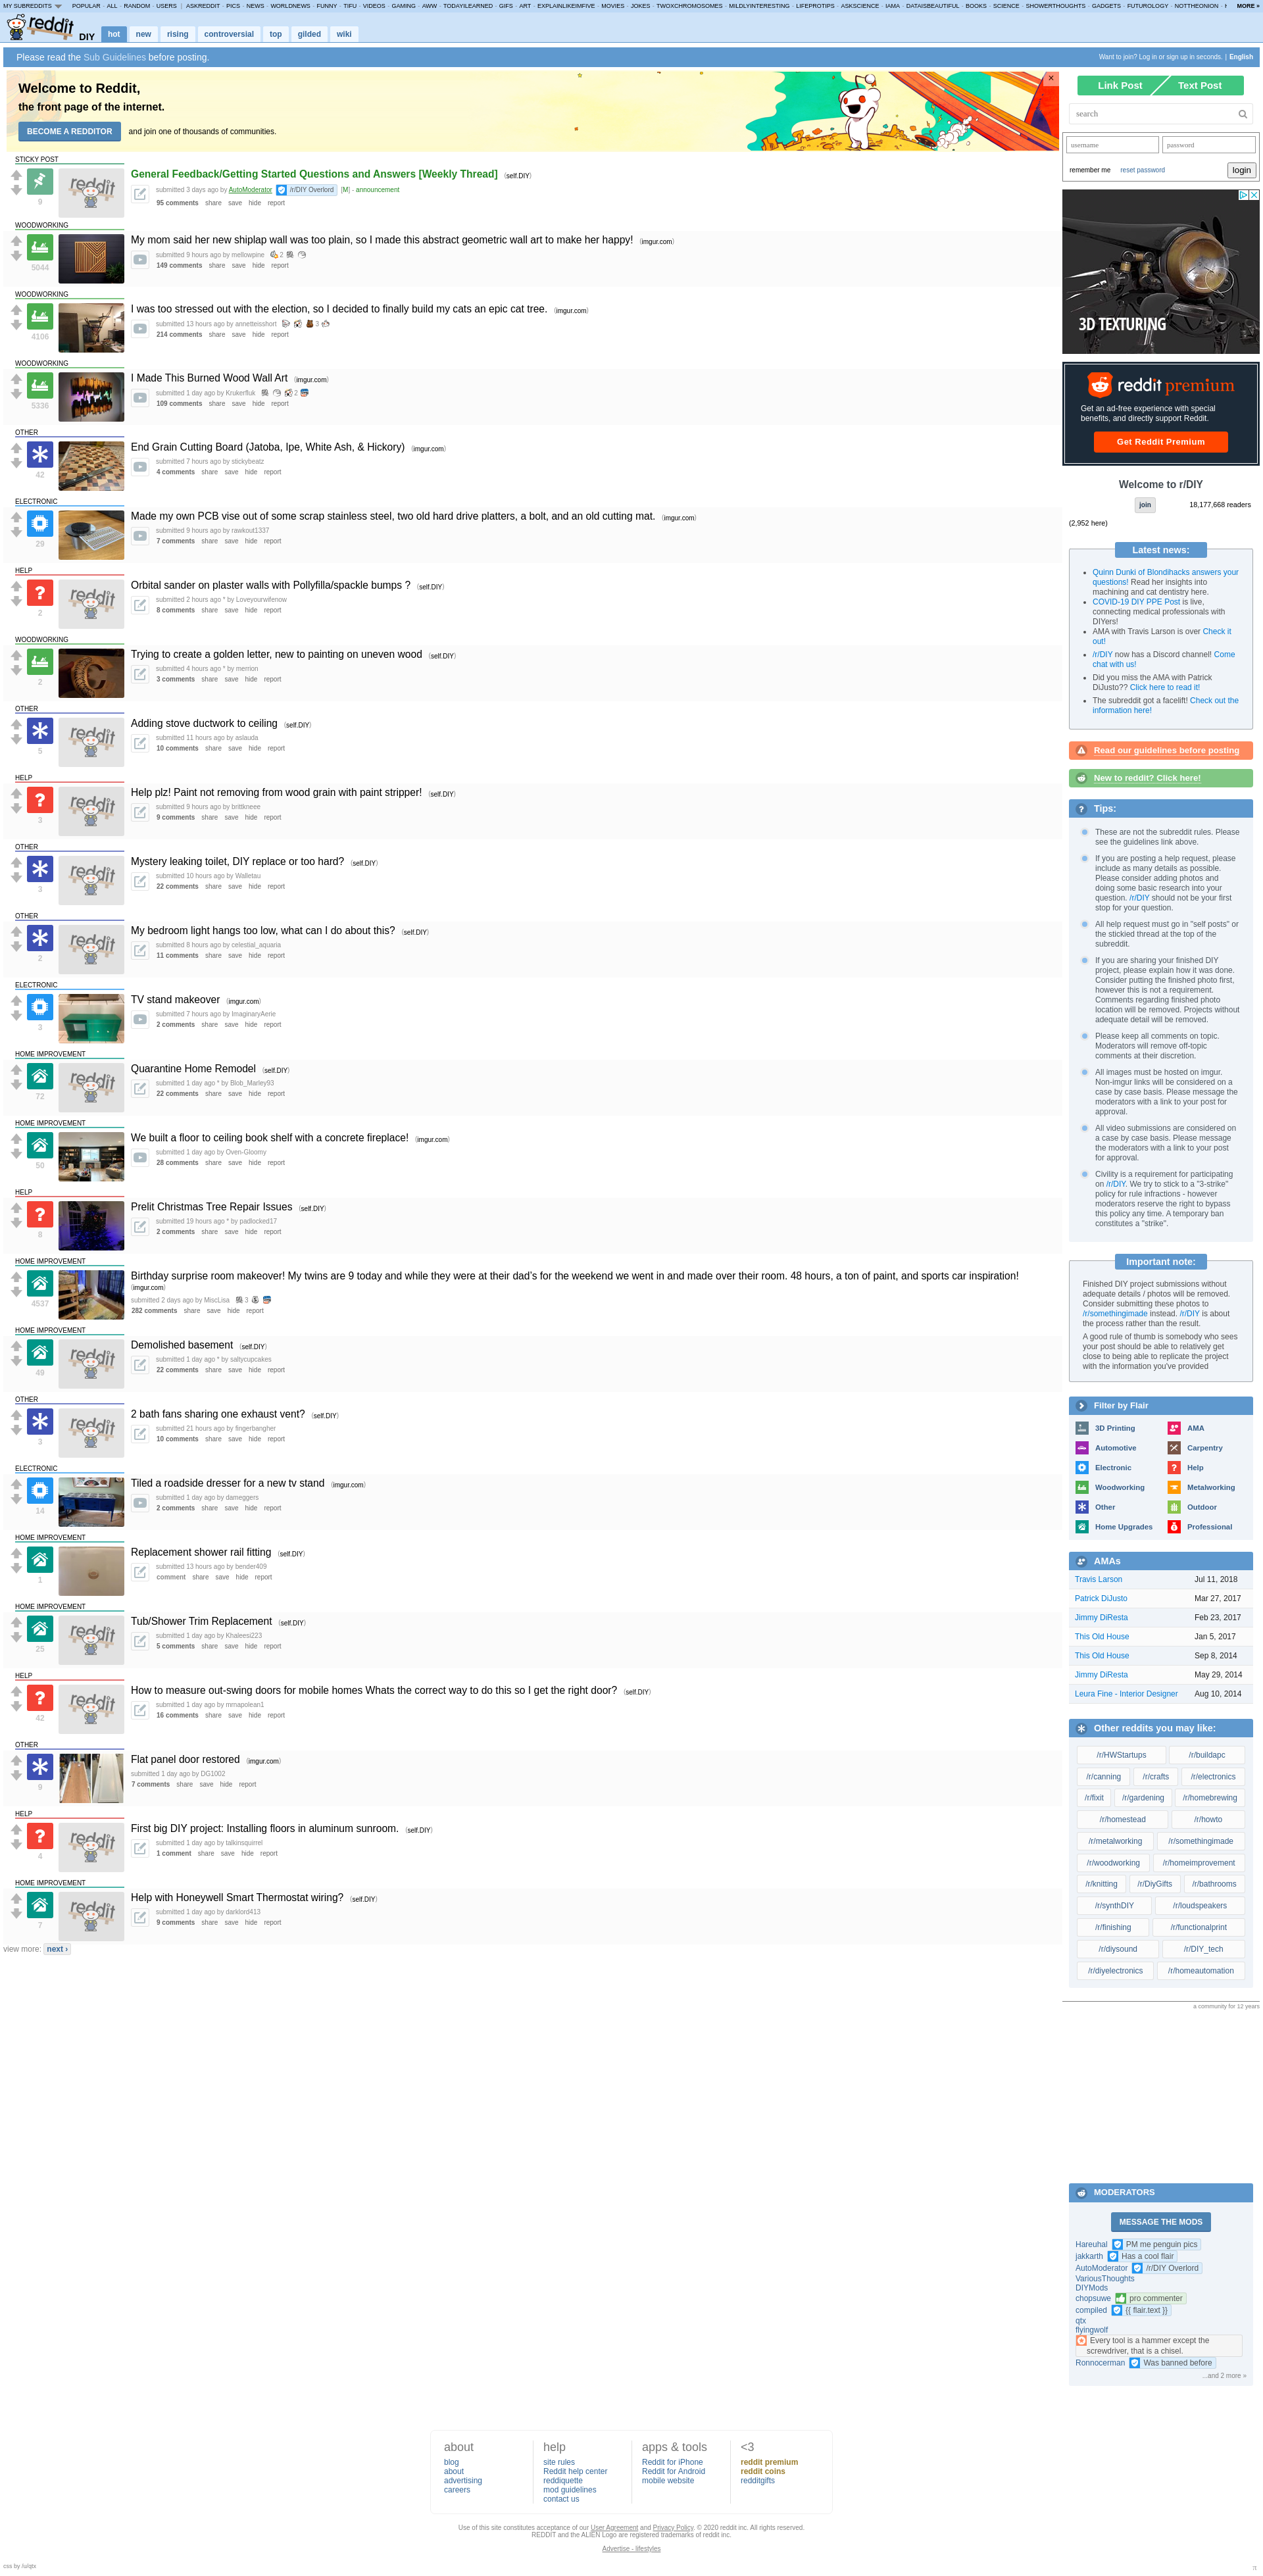 MY SUBREDDITS POPULAR - ALL - RANDOM - USERS | ASKREDDIT - PICS - NEWS - WORLDNEWS - FUNNY - TIFU - VIDEOS - GAMING - AWW - TODAYILEARNED - GIFS - ART - EXPLAINLIKEIMFIVE - MOVIES - JOKES - TWOXCHROMOSOMES - MILDLYINTERESTING - LIFEPROTIPS - ASKSCIENCE - IAMA - DATAISBEAUTIFUL - BOOKS - SCIENCE - SHOWERTHOUGHTS - GADGETS - FUTUROLOGY - NOTTHEONION - MORE »
reddit DIY hot new rising controversial top gilded wiki
Please read the Sub Guidelines before posting.
Want to join? Log in or sign up in seconds. | English
Welcome to Reddit,
the front page of the internet.
BECOME A REDDITOR and join one of thousands of communities.
STICKY POST
General Feedback/Getting Started Questions and Answers [Weekly Thread] (self.DIY)
submitted 3 days ago by AutoModerator /r/DIY Overlord [M] - announcement
9
95 comments share save hide report
WOODWORKING
My mom said her new shiplap wall was too plain, so I made this abstract geometric wall art to make her happy! (imgur.com)
submitted 9 hours ago by mellowpine 2
5044
149 comments share save hide report
WOODWORKING
I was too stressed out with the election, so I decided to finally build my cats an epic cat tree. (imgur.com)
submitted 13 hours ago by annetteisshort 3
4106
214 comments share save hide report
WOODWORKING
I Made This Burned Wood Wall Art (imgur.com)
submitted 1 day ago by Krukerfluk 2
5336
109 comments share save hide report
OTHER
End Grain Cutting Board (Jatoba, Ipe, White Ash, & Hickory) (imgur.com)
submitted 7 hours ago by stickybeatz
42
4 comments share save hide report
ELECTRONIC
Made my own PCB vise out of some scrap stainless steel, two old hard drive platters, a bolt, and an old cutting mat. (imgur.com)
submitted 9 hours ago by rawkout1337
29
7 comments share save hide report
HELP
Orbital sander on plaster walls with Pollyfilla/spackle bumps ? (self.DIY)
submitted 2 hours ago * by Loveyourwifenow
2
8 comments share save hide report
WOODWORKING
Trying to create a golden letter, new to painting on uneven wood (self.DIY)
submitted 4 hours ago * by merrion
2
3 comments share save hide report
OTHER
Adding stove ductwork to ceiling (self.DIY)
submitted 11 hours ago by aslauda
5
10 comments share save hide report
HELP
Help plz! Paint not removing from wood grain with paint stripper! (self.DIY)
submitted 9 hours ago by brittkneee
3
9 comments share save hide report
OTHER
Mystery leaking toilet, DIY replace or too hard? (self.DIY)
submitted 10 hours ago by Walletau
3
22 comments share save hide report
OTHER
My bedroom light hangs too low, what can I do about this? (self.DIY)
submitted 8 hours ago by celestial_aquaria
2
11 comments share save hide report
ELECTRONIC
TV stand makeover (imgur.com)
submitted 7 hours ago by ImaginaryAerie
3
2 comments share save hide report
HOME IMPROVEMENT
Quarantine Home Remodel (self.DIY)
submitted 1 day ago * by Blob_Marley93
72
22 comments share save hide report
HOME IMPROVEMENT
We built a floor to ceiling book shelf with a concrete fireplace! (imgur.com)
submitted 1 day ago by Oven-Gloomy
50
28 comments share save hide report
HELP
Prelit Christmas Tree Repair Issues (self.DIY)
submitted 19 hours ago * by padlocked17
8
2 comments share save hide report
HOME IMPROVEMENT
Birthday surprise room makeover! My twins are 9 today and while they were at their dad's for the weekend we went in and made over their room. 48 hours, a ton of paint, and sports car inspiration!
(imgur.com)
submitted 2 days ago by MiscLisa 3
4537
282 comments share save hide report
HOME IMPROVEMENT
Demolished basement (self.DIY)
submitted 1 day ago * by saltycupcakes
49
22 comments share save hide report
OTHER
2 bath fans sharing one exhaust vent? (self.DIY)
submitted 21 hours ago by fingerbangher
3
10 comments share save hide report
ELECTRONIC
Tiled a roadside dresser for a new tv stand (imgur.com)
submitted 1 day ago by dameggers
14
2 comments share save hide report
HOME IMPROVEMENT
Replacement shower rail fitting (self.DIY)
submitted 13 hours ago by bender409
1
comment share save hide report
HOME IMPROVEMENT
Tub/Shower Trim Replacement (self.DIY)
submitted 1 day ago by Khaleesi223
25
5 comments share save hide report
HELP
How to measure out-swing doors for mobile homes Whats the correct way to do this so I get the right door? (self.DIY)
submitted 1 day ago by mmapolean1
42
16 comments share save hide report
OTHER
Flat panel door restored (imgur.com)
submitted 1 day ago by DG1002
9
7 comments share save hide report
HELP
First big DIY project: Installing floors in aluminum sunroom. (self.DIY)
submitted 1 day ago by talkinsquirrel
4
1 comment share save hide report
HOME IMPROVEMENT
Help with Honeywell Smart Thermostat wiring? (self.DIY)
submitted 1 day ago by darklord413
7
9 comments share save hide report
view more: next ›
Link Post Text Post
search
username password
remember me reset password login
3D TEXTURING
reddit premium
Get an ad-free experience with special
benefits, and directly support Reddit.
Get Reddit Premium
Welcome to r/DIY
join 18,177,668 readers
(2,952 here)
Latest news:
Quinn Dunki of Blondihacks answers your
questions! Read her insights into
machining and cat dentistry here.
COVID-19 DIY PPE Post is live,
connecting medical professionals with
DIYers!
AMA with Travis Larson is over Check it
out!
/r/DIY now has a Discord channel! Come
chat with us!
Did you miss the AMA with Patrick
DiJusto?? Click here to read it!
The subreddit got a facelift! Check out the
information here!
Read our guidelines before posting
New to reddit? Click here!
Tips:
These are not the subreddit rules. Please
see the guidelines link above.
If you are posting a help request, please
include as many details as possible.
Please consider adding photos and
doing some basic research into your
question. /r/DIY should not be your first
stop for your question.
All help request must go in "self posts" or
the stickied thread at the top of the
subreddit.
If you are sharing your finished DIY
project, please explain how it was done.
Consider putting the finished photo first,
however this is not a requirement.
Comments regarding finished photo
location will be removed. Projects without
adequate detail will be removed.
Please keep all comments on topic.
Moderators will remove off-topic
comments at their discretion.
All images must be hosted on imgur.
Non-imgur links will be considered on a
case by case basis. Please message the
moderators with a link to your post for
approval.
All video submissions are considered on
a case by case basis. Please message
the moderators with a link to your post
for approval.
Civility is a requirement for participating
on /r/DIY. We try to stick to a "3-strike"
policy for rule infractions - however
moderators reserve the right to bypass
this policy any time. A temporary ban
constitutes a "strike".
Important note:
Finished DIY project submissions without
adequate details / photos will be removed.
Consider submitting these photos to
/r/somethingimade instead. /r/DIY is about
the process rather than the result.
A good rule of thumb is somebody who sees
your post should be able to relatively get
close to being able to replicate the project
with the information you've provided
Filter by Flair
3D Printing AMA
Automotive Carpentry
Electronic Help
Woodworking Metalworking
Other Outdoor
Home Upgrades Professional
AMAs
Travis Larson Jul 11, 2018
Patrick DiJusto Mar 27, 2017
Jimmy DiResta Feb 23, 2017
This Old House Jan 5, 2017
This Old House Sep 8, 2014
Jimmy DiResta May 29, 2014
Leura Fine - Interior Designer Aug 10, 2014
Other reddits you may like:
/r/HWStartups /r/buildapc
/r/canning /r/crafts /r/electronics
/r/fixit /r/gardening /r/homebrewing
/r/homestead /r/howto
/r/metalworking /r/somethingimade
/r/woodworking /r/homeimprovement
/r/knitting /r/DiyGifts /r/bathrooms
/r/synthDIY /r/loudspeakers
/r/finishing /r/functionalprint
/r/diysound /r/DIY_tech
/r/diyelectronics /r/homeautomation
a community for 12 years
MODERATORS
MESSAGE THE MODS
Hareuhal PM me penguin pics
jakkarth Has a cool flair
AutoModerator /r/DIY Overlord
VariousThoughts
DIYMods
chopsuwe pro commenter
compiled {{ flair.text }}
qtx
flyingwolf
Every tool is a hammer except the
screwdriver, that is a chisel.
Ronnocerman Was banned before
...and 2 more »
about help apps & tools <3
blog site rules Reddit for iPhone reddit premium
about Reddit help center Reddit for Android reddit coins
advertising reddiquette mobile website redditgifts
careers mod guidelines
contact us
Use of this site constitutes acceptance of our User Agreement and Privacy Policy. © 2020 reddit inc. All rights reserved.
REDDIT and the ALIEN Logo are registered trademarks of reddit inc.
Advertise - lifestyles
css by /u/qtx
π